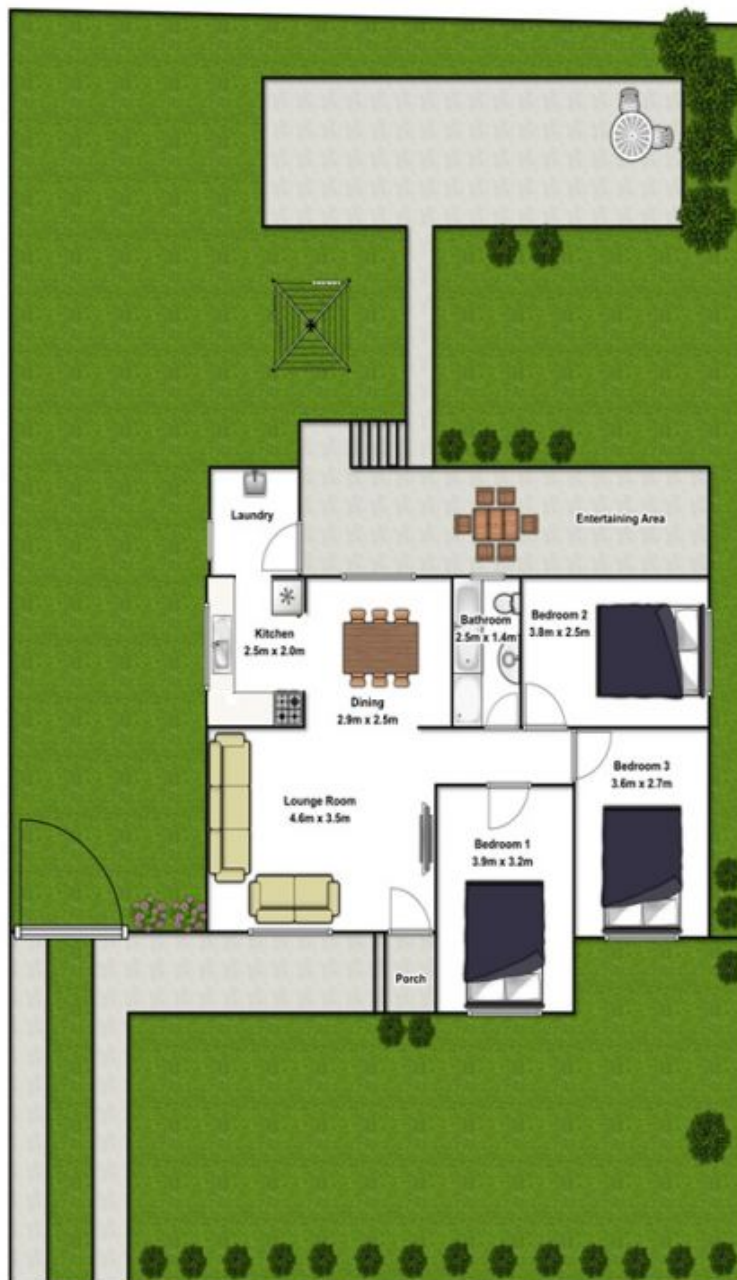 Laundry
Entertaining Area
Kitchen
2.5m x 2.0m
Bathroom
2.5m x 1.4m
Bedroom 2
3.8m x 2.5m
Dining
2.9m x 2.5m
Bedroom 3
3.6m x 2.7m
Lounge Room
4.6m x 3.5m
Bedroom 1
3.9m x 3.2m
Porch